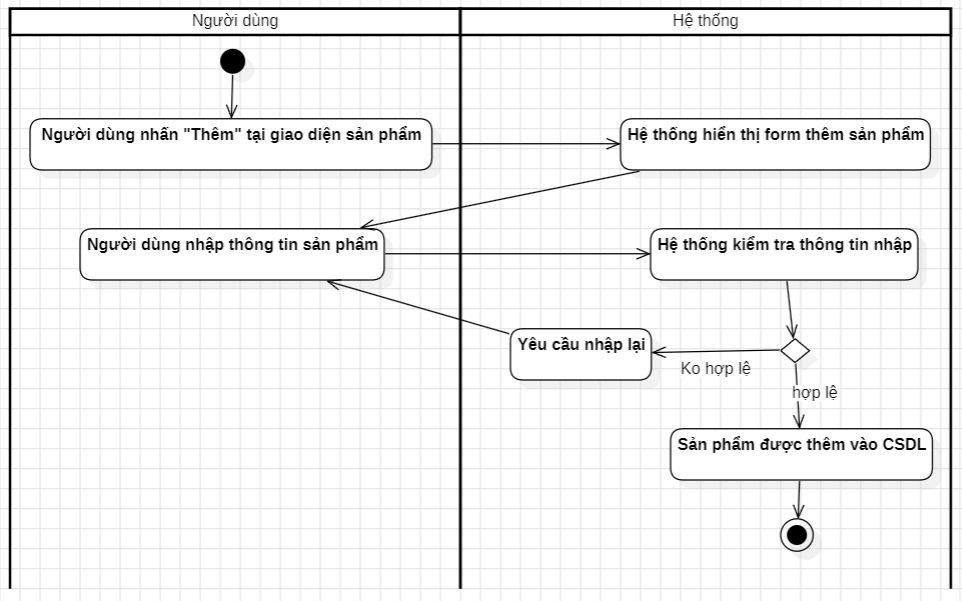 Người dùng
Hệ thống
Người dùng nhấn "Thêm" tại giao diện sản phẩm
Hệ thống hiển thị form thêm sản phẩm
Người dùng nhập thông tin sản phẩm
Hệ thống kiểm tra thông tin nhập
Yêu cầu nhập lại
Ko hợp lệ
hợp lệ
Sản phẩm được thêm vào CSDL